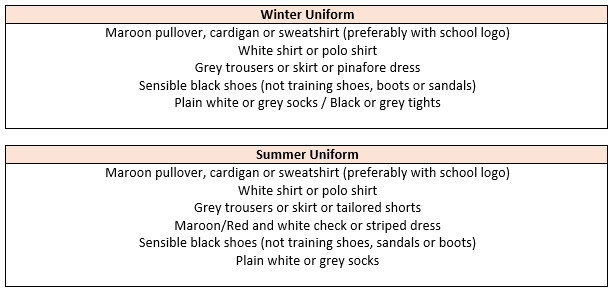 Winter Uniform
Maroon pullover, cardigan or sweatshirt (preferably with school logo)
White shirt or polo shirt
Grey trousers or skirt or pinafore dress
Sensible black shoes (not training shoes, boots or sandals)
Plain white or grey socks / Black or grey tights
Summer Uniform
Maroon pullover, cardigan or sweatshirt (preferably with school logo)
White shirt or polo shirt
Grey trousers or skirt or tailored shorts
Maroon/Red and white check or striped dress
Sensible black shoes (not training shoes, sandals or boots)
Plain white or grey socks